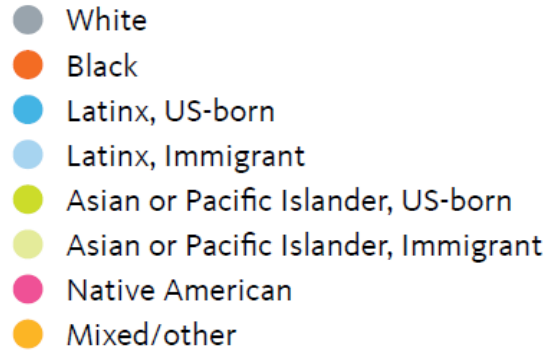 White
Black
Latinx, US-born
Latinx, Immigrant
Asian or Pacific Islander, US-born
Asian or Pacific Islander, Immigrant
Native American
Mixed/other